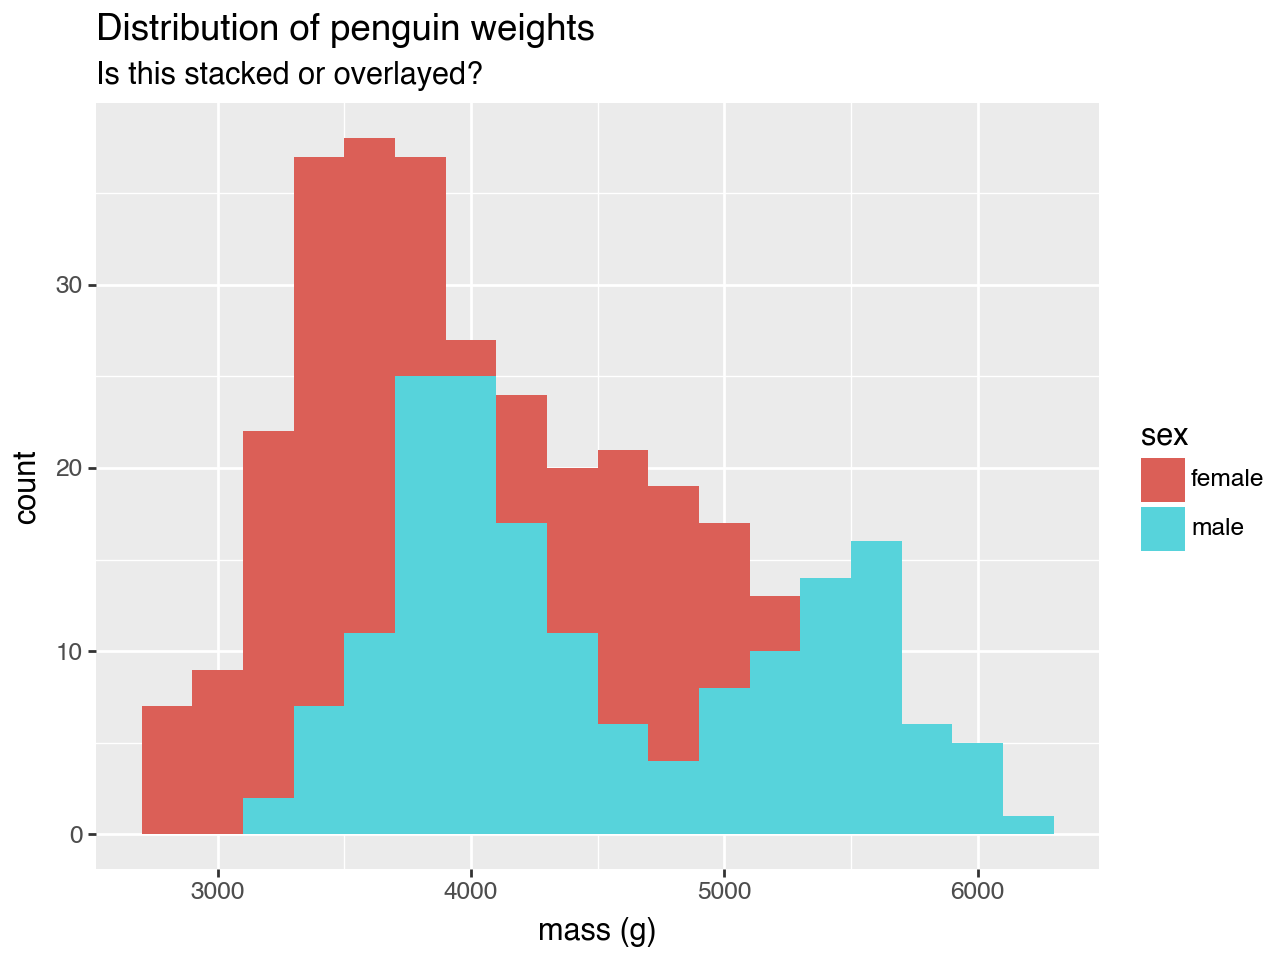 Distribution of penguin weights
Is this stacked or overlayed?
count
30
20
10
0
3000 4000 5000 6000
mass (g)
sex
female
male